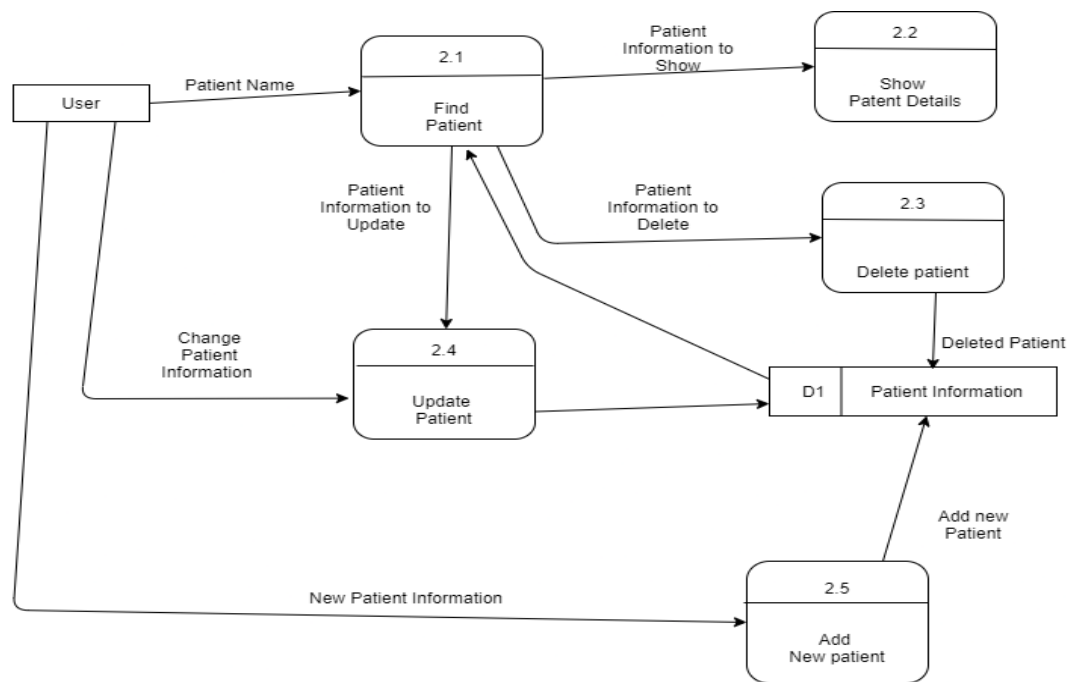 User
Patient Name
2.1
Find
Patient
Patient
Information to
Show
2.2
Show
Patent Details
Patient
Information to
Update
Patient
Information to
Delete
2.3
Delete patient
Deleted Patient
Change
Patient
Information
2.4
Update
Patient
D1
Patient Information
Add new
Patient
New Patient Information
2.5
Add
New patient